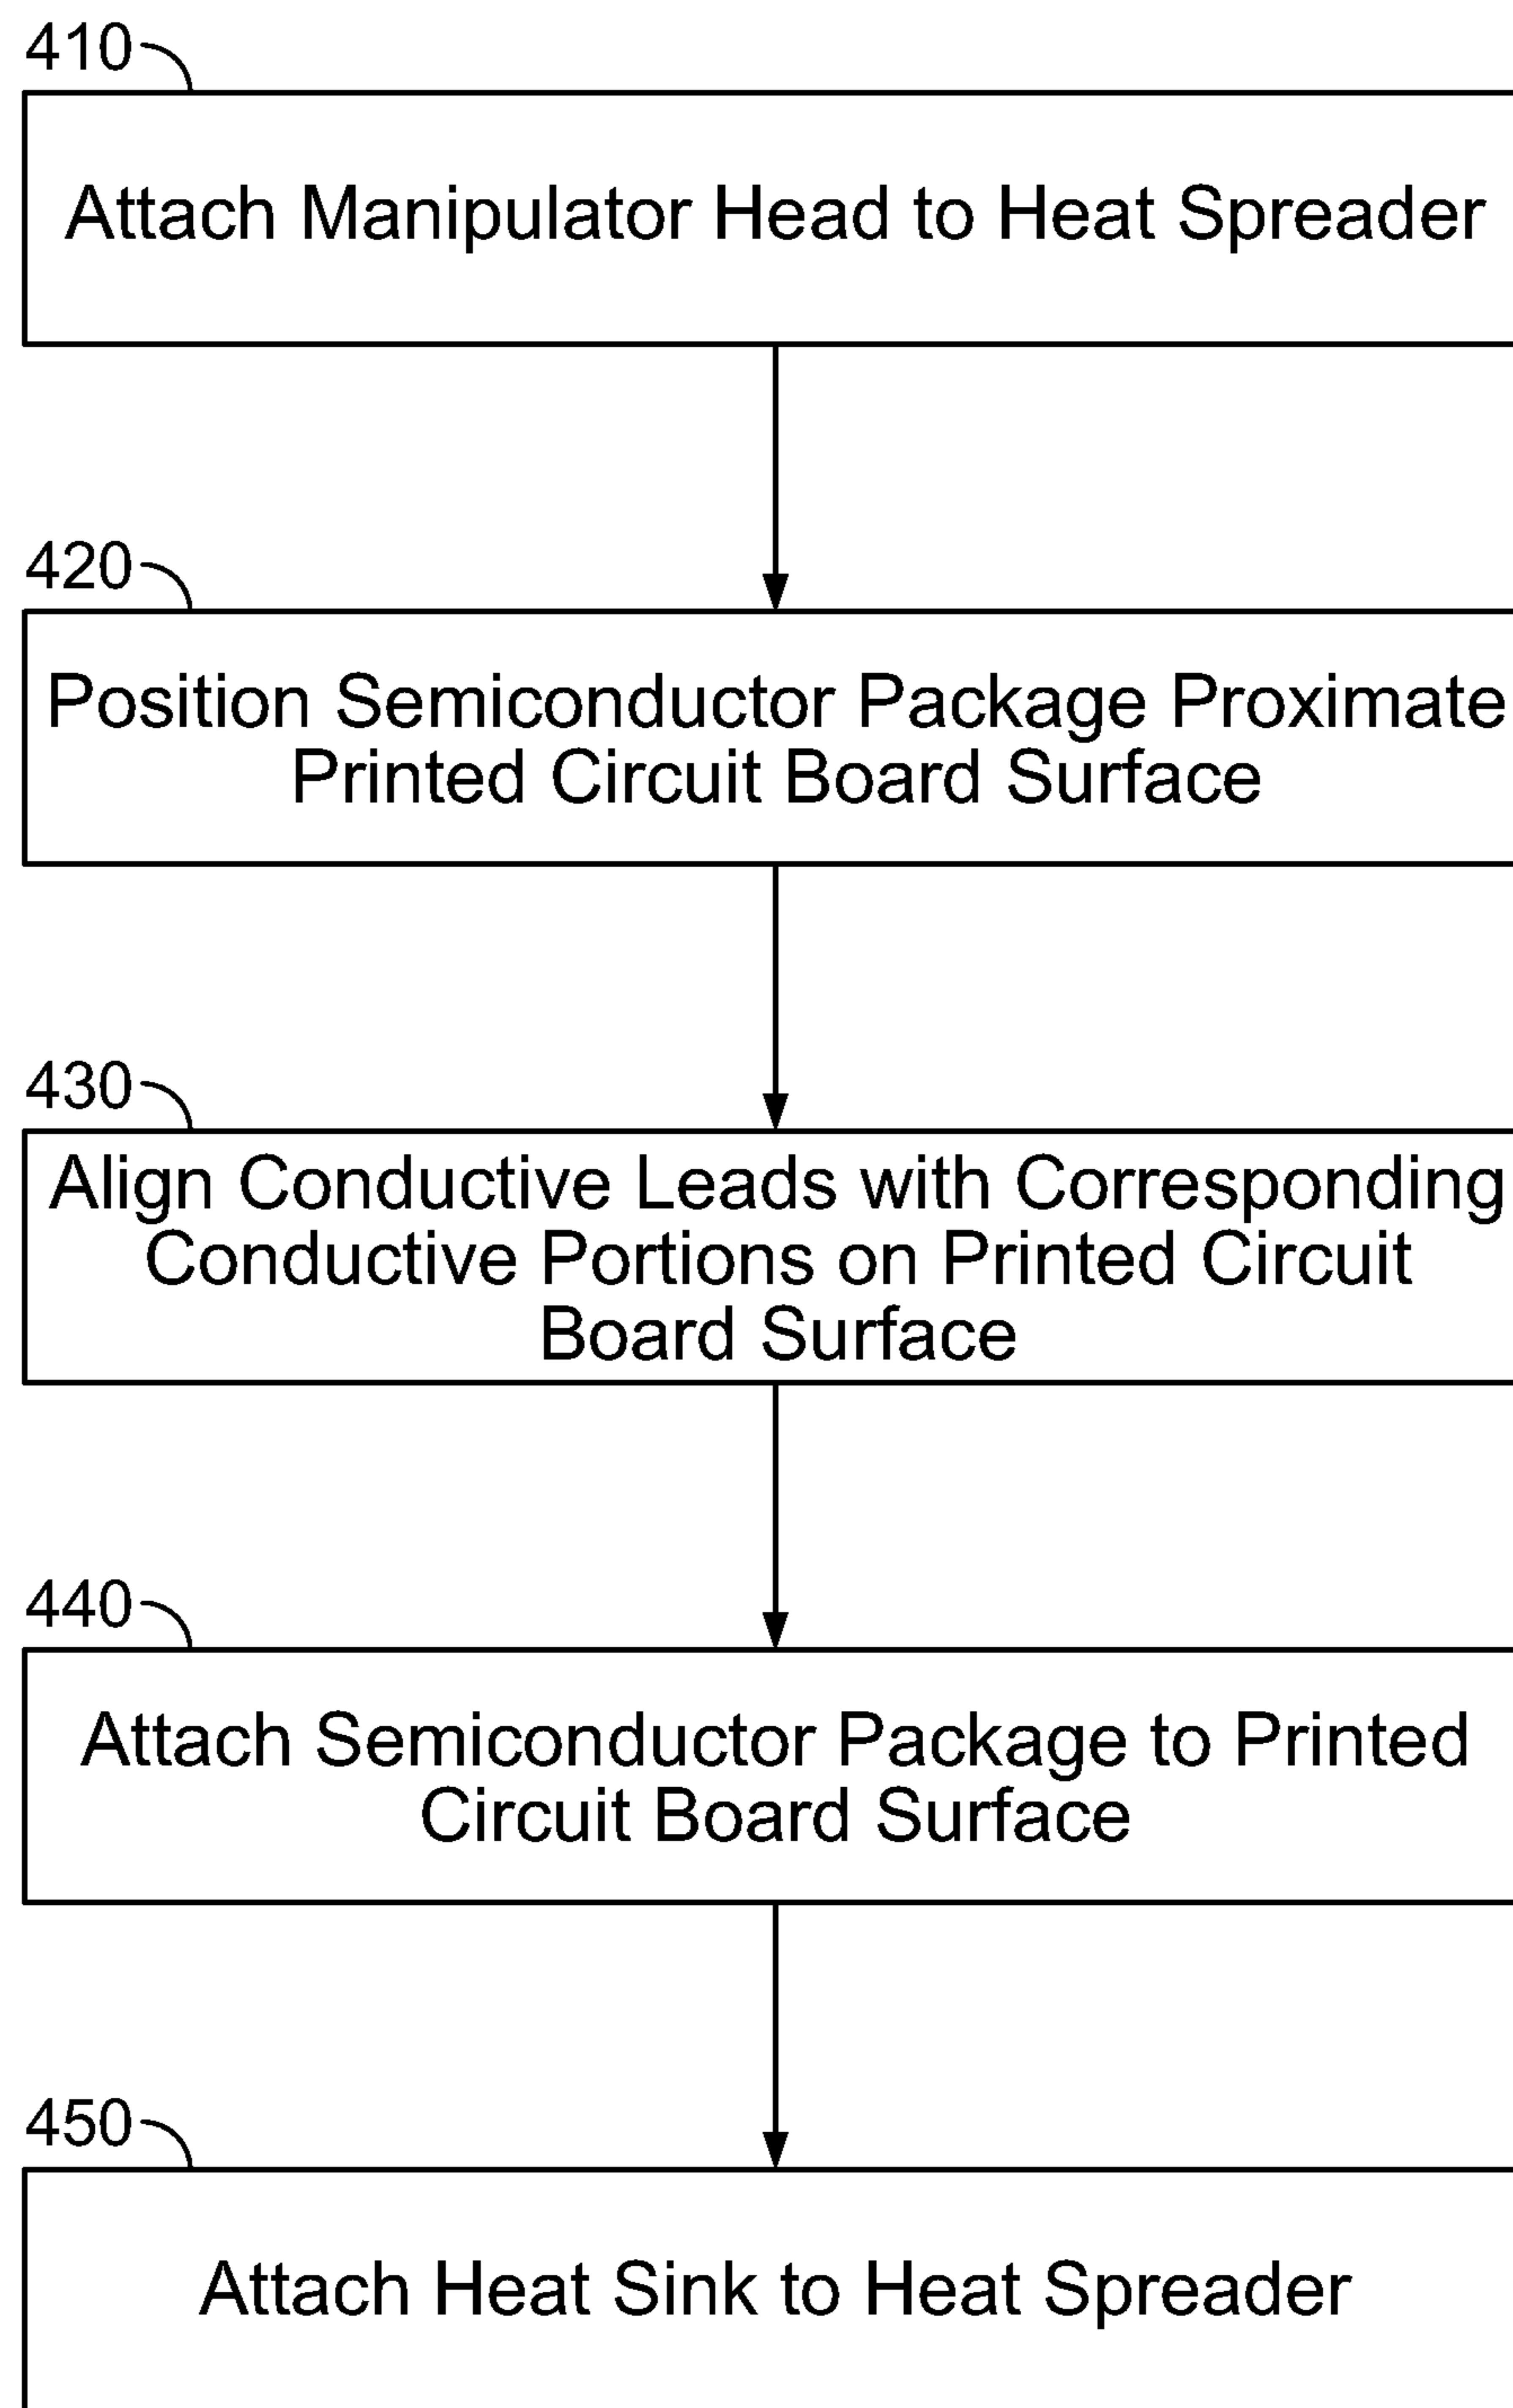 410
Attach Manipulator Head to Heat Spreader
420
Position Semiconductor Package Proximate
Printed Circuit Board Surface
430
Align Conductive Leads with Corresponding
Conductive Portions on Printed Circuit
Board Surface
440
Attach Semiconductor Package to Printed
Circuit Board Surface
450
Attach Heat Sink to Heat Spreader